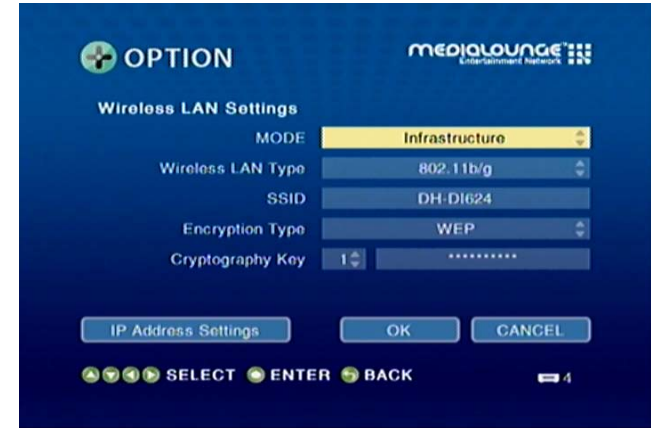 OPTION
MEDIALOUNGE
Entertainment Network
Wireless LAN Settings
MODE Infrastructure
Wireless LAN Type 802.11b/g
SSID DH-DI624
Encryption Type WEP
Cryptography Key 1 **********
IP Address Settings OK CANCEL
SELECT ENTER BACK 4